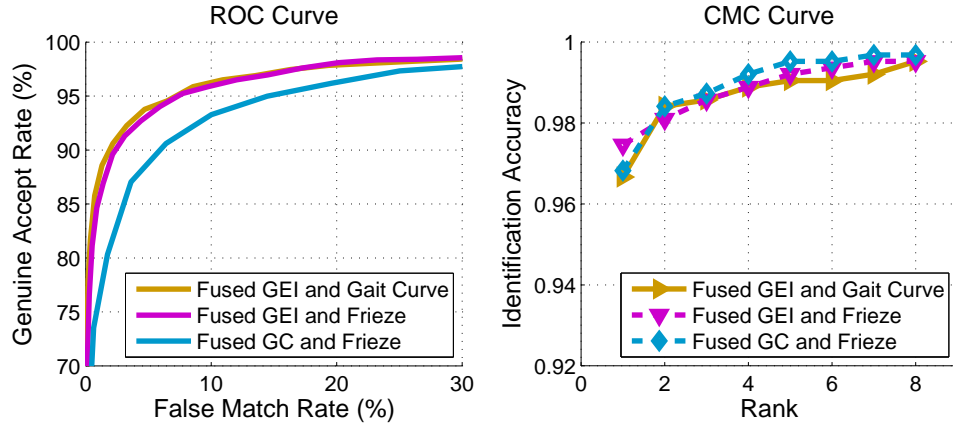 ROC Curve
Genuine Accept Rate (%)
100
95
90
85
80
75
70
0
10
20
30
False Match Rate (%)
Fused GEI and Gait Curve
Fused GEI and Frieze
Fused GC and Frieze
CMC Curve
Identification Accuracy
1
0.98
0.96
0.94
0.92
0
2
4
6
8
Rank
Fused GEI and Gait Curve
Fused GEI and Frieze
Fused GC and Frieze